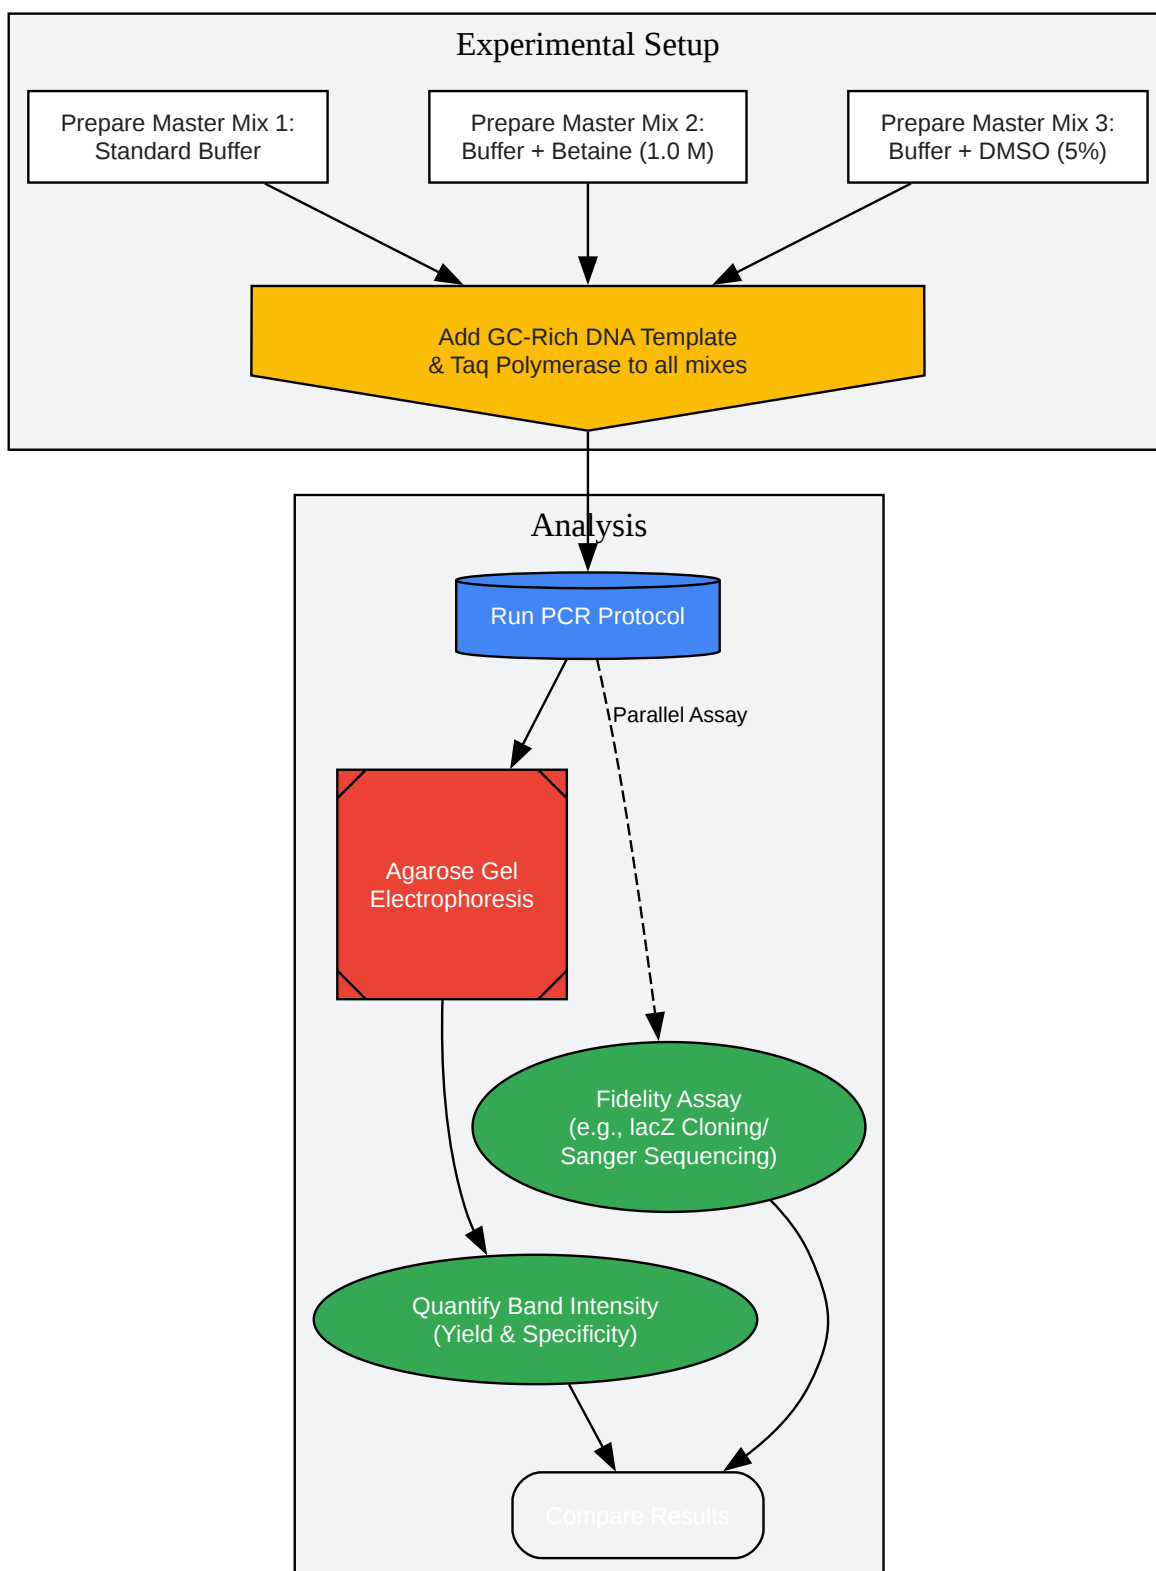 Experimental Setup
Prepare Master Mix 1:
Standard Buffer
Prepare Master Mix 2:
Buffer + Betaine (1.0 M)
Prepare Master Mix 3:
Buffer + DMSO (5%)
Add GC-Rich DNA Template
& Taq Polymerase to all mixes
Analysis
Run PCR Protocol
Parallel Assay
Agarose Gel
Electrophoresis
Fidelity Assay
(e.g., lacZ Cloning/
Sanger Sequencing)
Quantify Band Intensity
(Yield & Specificity)
Compare Results